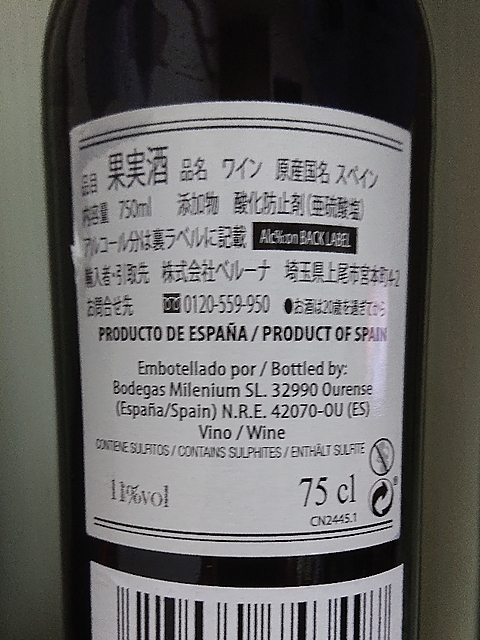 品目 果実酒 品名 ワイン 原産国名 スペイン
内容量 750ml 添加物 酸化防止剤(亜硫酸塩)
アルコール分は裏ラベルに記載 Alc%on BACK LABEL
輸入者・引取先 株式会社ベルーナ 埼玉県上尾市宮本町4-2
お問合せ先 0120-559-950 ●お酒は20歳を過ぎてから
PRODUCTO DE ESPAÑA / PRODUCT OF SPAIN
Embotellado por / Bottled by:
Bodegas Milenium SL. 32990 Ourense
(España/Spain) N.R.E. 42070-OU (ES)
Vino / Wine
CONTIENE SULFITOS / CONTAINS SULPHITES / ENTHÄLT SULFITE
11%vol 75 cl
CN2445.1